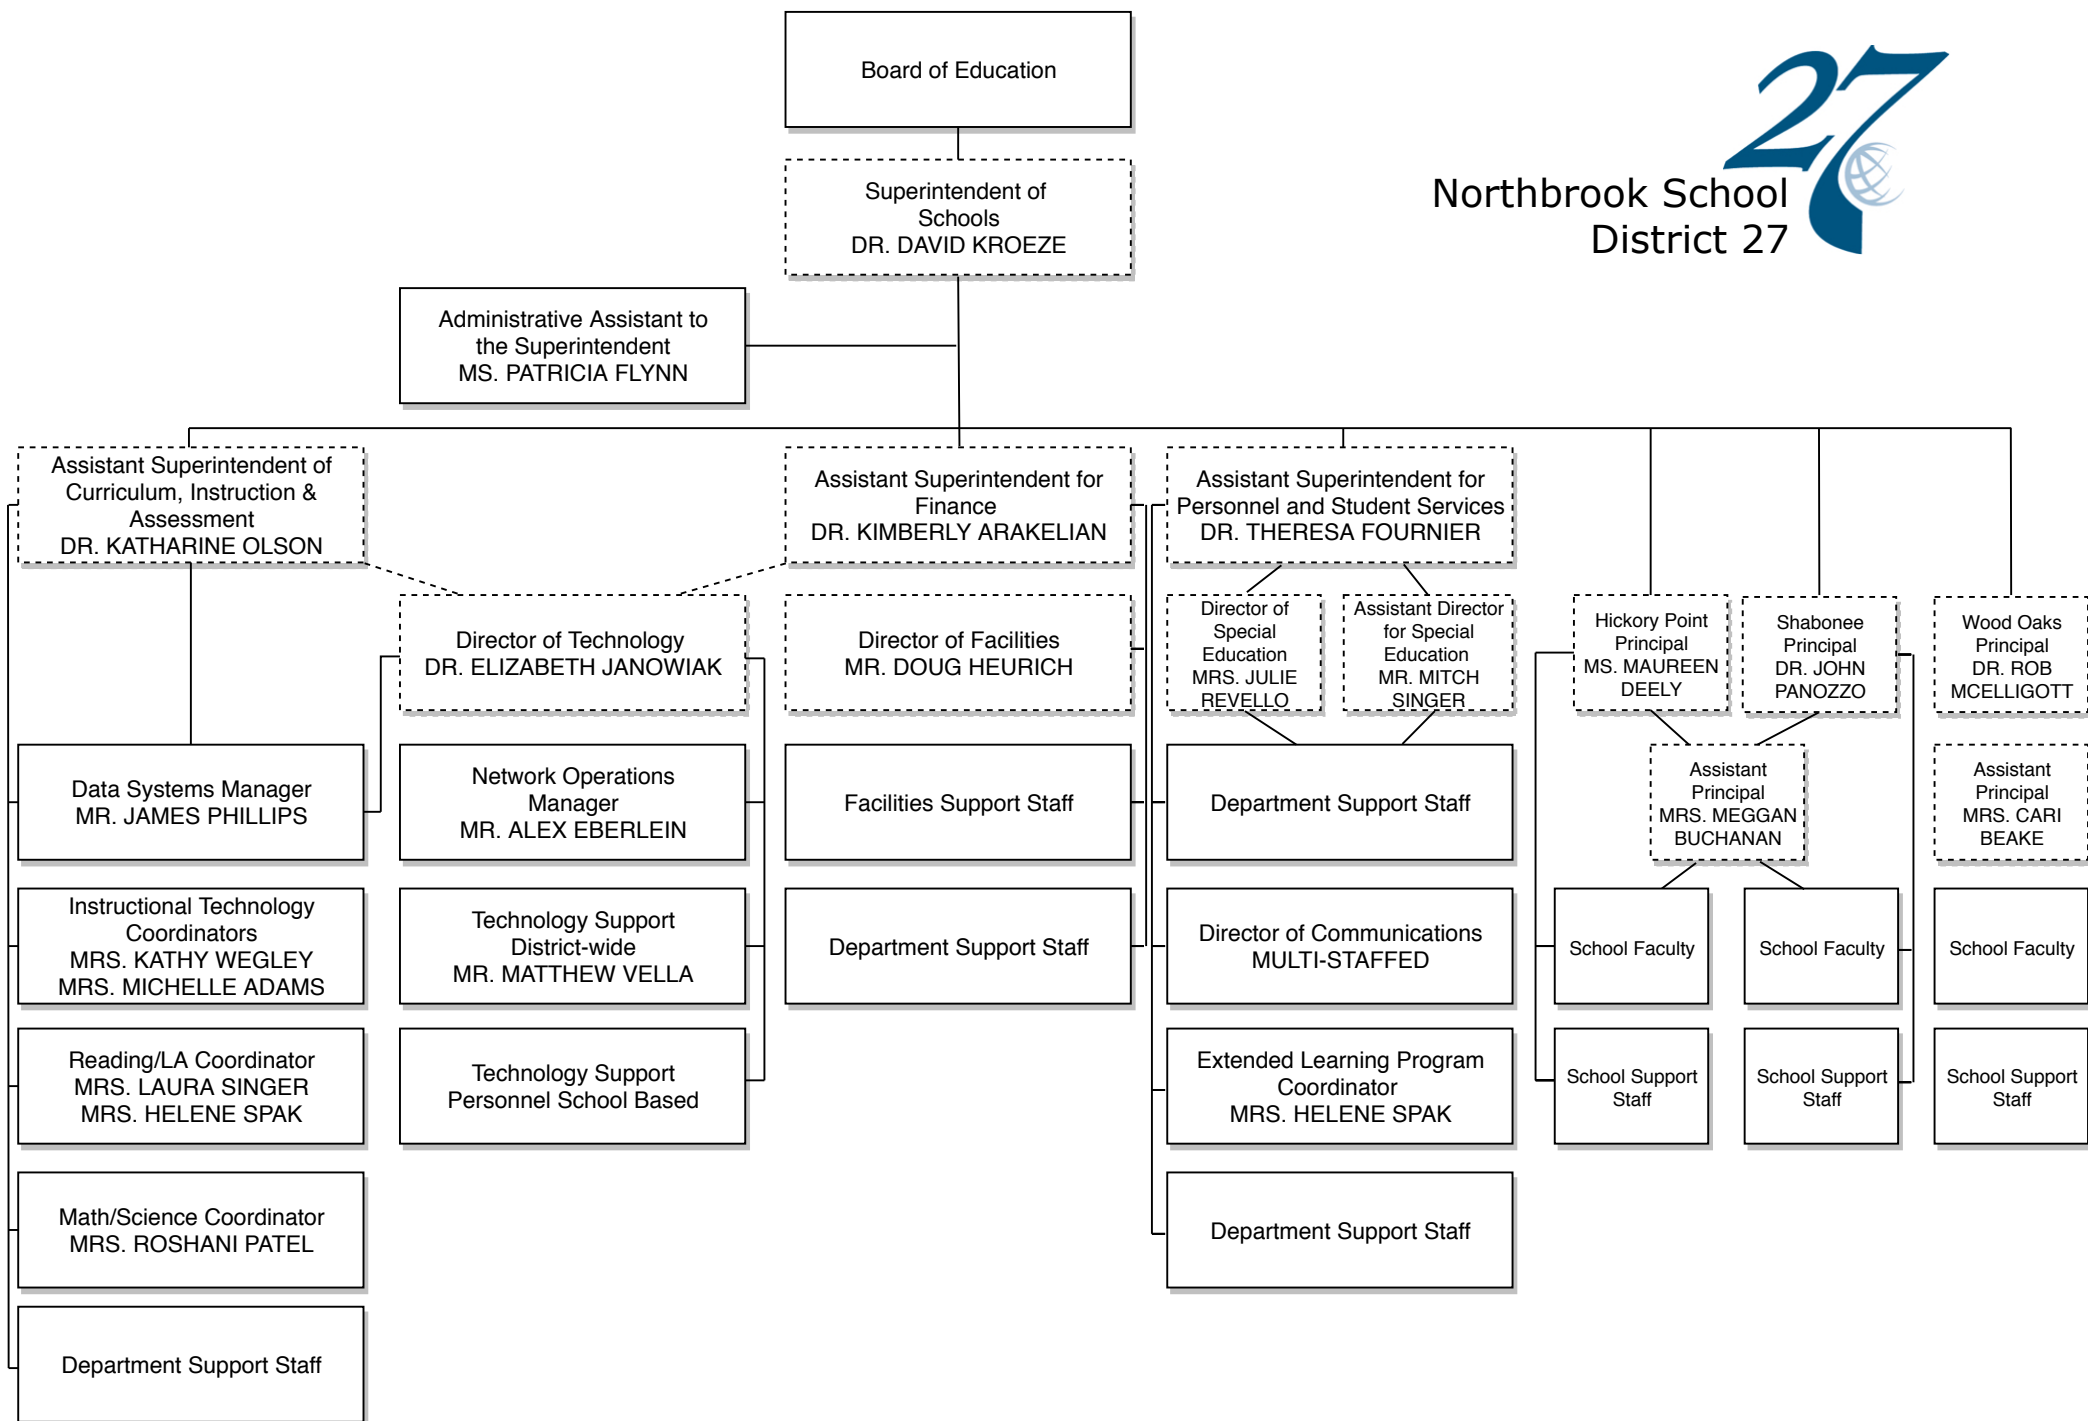 Board of Education
27
Northbrook School
District 27
Superintendent of
Schools
DR. DAVID KROEZE
Administrative Assistant to
the Superintendent
MS. PATRICIA FLYNN
Assistant Superintendent of
Curriculum, Instruction &
Assessment
DR. KATHARINE OLSON
Assistant Superintendent for
Finance
DR. KIMBERLY ARAKELIAN
Assistant Superintendent for
Personnel and Student Services
DR. THERESA FOURNIER
Director of Technology
DR. ELIZABETH JANOWIAK
Director of Facilities
MR. DOUG HEURICH
Director of
Special
Education
MRS. JULIE
REVELLO
Assistant Director
for Special
Education
MR. MITCH
SINGER
Hickory Point
Principal
MS. MAUREEN
DEELY
Shabonee
Principal
DR. JOHN
PANOZZO
Wood Oaks
Principal
DR. ROB
MCELLIGOTT
Data Systems Manager
MR. JAMES PHILLIPS
Network Operations
Manager
MR. ALEX EBERLEIN
Facilities Support Staff
Department Support Staff
Assistant
Principal
MRS. MEGGAN
BUCHANAN
Assistant
Principal
MRS. CARI
BEAKE
Instructional Technology
Coordinators
MRS. KATHY WEGLEY
MRS. MICHELLE ADAMS
Technology Support
District-wide
MR. MATTHEW VELLA
Department Support Staff
Director of Communications
MULTI-STAFFED
School Faculty
School Faculty
School Faculty
Reading/LA Coordinator
MRS. LAURA SINGER
MRS. HELENE SPAK
Technology Support
Personnel School Based
Extended Learning Program
Coordinator
MRS. HELENE SPAK
School Support
Staff
School Support
Staff
School Support
Staff
Math/Science Coordinator
MRS. ROSHANI PATEL
Department Support Staff
Department Support Staff